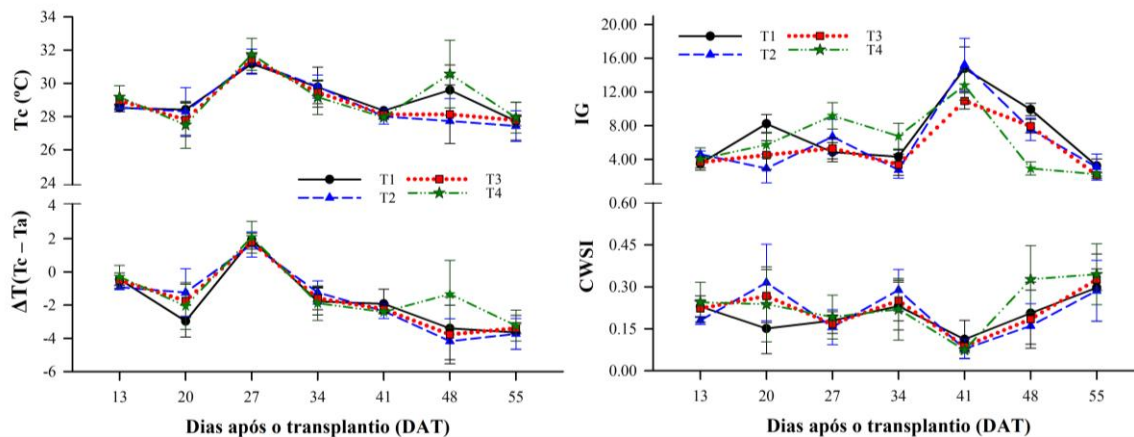 Tc (ºC)
34
32
30
28
26
24
T1
T3
T2
T4
ΔT(Tc – Ta)
4
2
0
-2
-4
-6
13 20 27 34 41 48 55
Dias após o transplantio (DAT)
IG
20.00
16.00
12.00
8.00
4.00
T1
T3
T2
T4
CWSI
0.60
0.45
0.30
0.15
0.00
13 20 27 34 41 48 55
Dias após o transplantio (DAT)